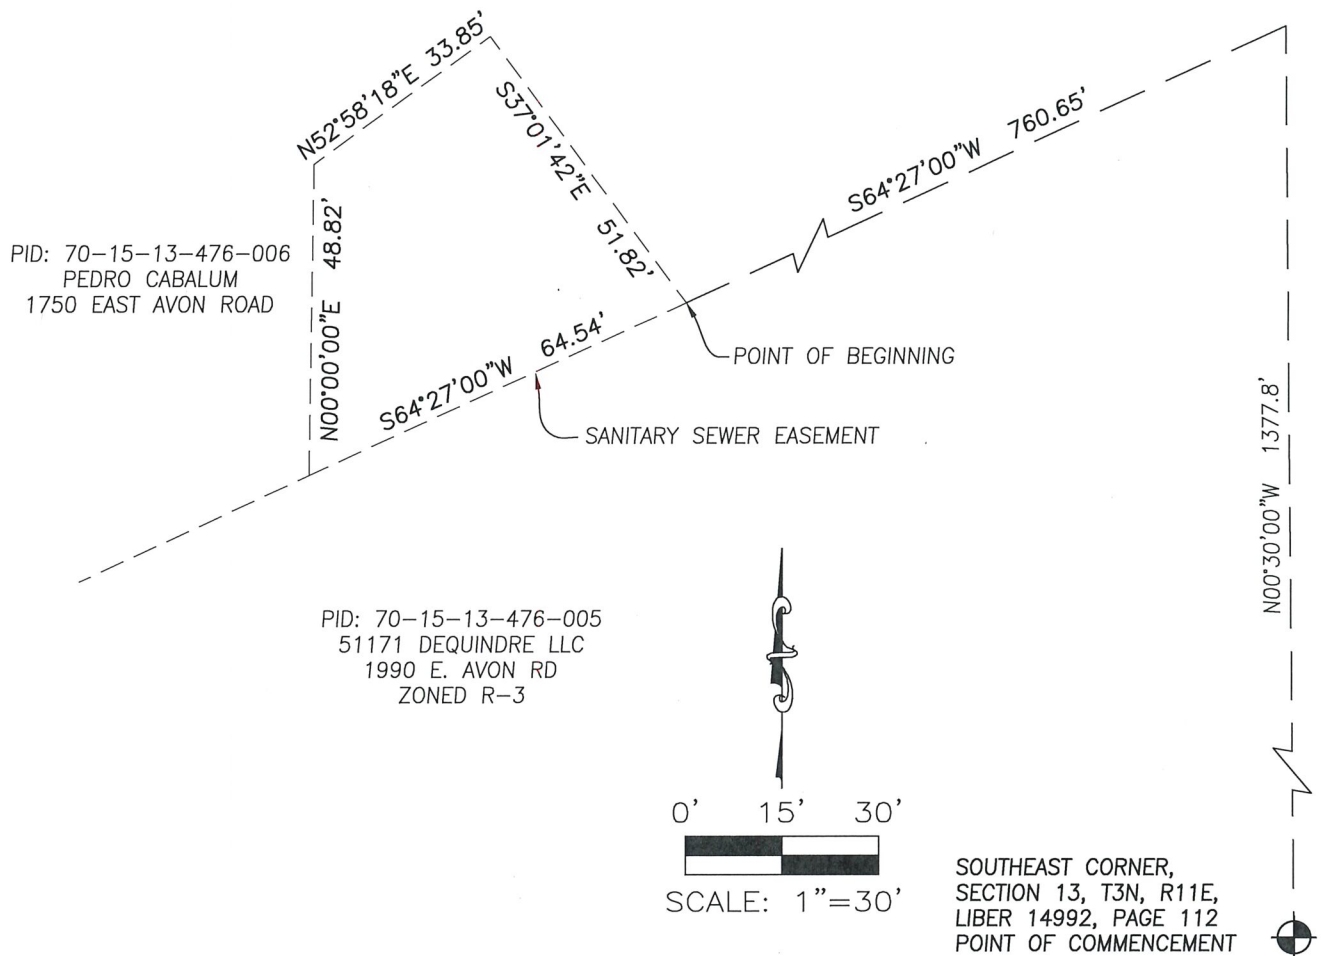 N52°58'18"E 33.85'
S37°01'42"E 51.82'
S64°27'00"W 760.65'
PID: 70-15-13-476-006
PEDRO CABALUM
1750 EAST AVON ROAD
N00°00'00"E 48.82'
S64°27'00"W 64.54'
POINT OF BEGINNING
SANITARY SEWER EASEMENT
N00°30'00"W 1377.8'
PID: 70-15-13-476-005
51171 DEQUINDRE LLC
1990 E. AVON RD
ZONED R-3
0' 15' 30'
SCALE: 1"=30'
SOUTHEAST CORNER,
SECTION 13, T3N, R11E,
LIBER 14992, PAGE 112
POINT OF COMMENCEMENT